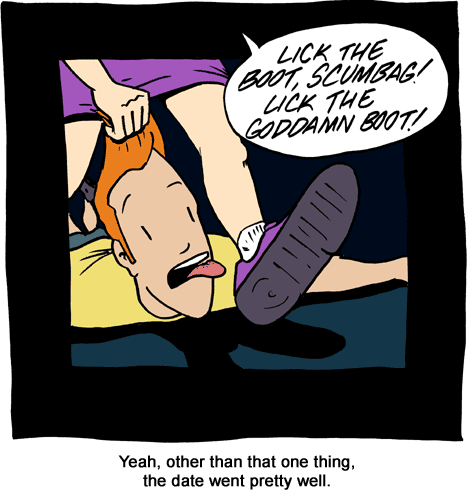 LICK THE
BOOT, SCUMBAG!
LICK THE
GODDAMN BOOT!
Yeah, other than that one thing,
the date went pretty well.